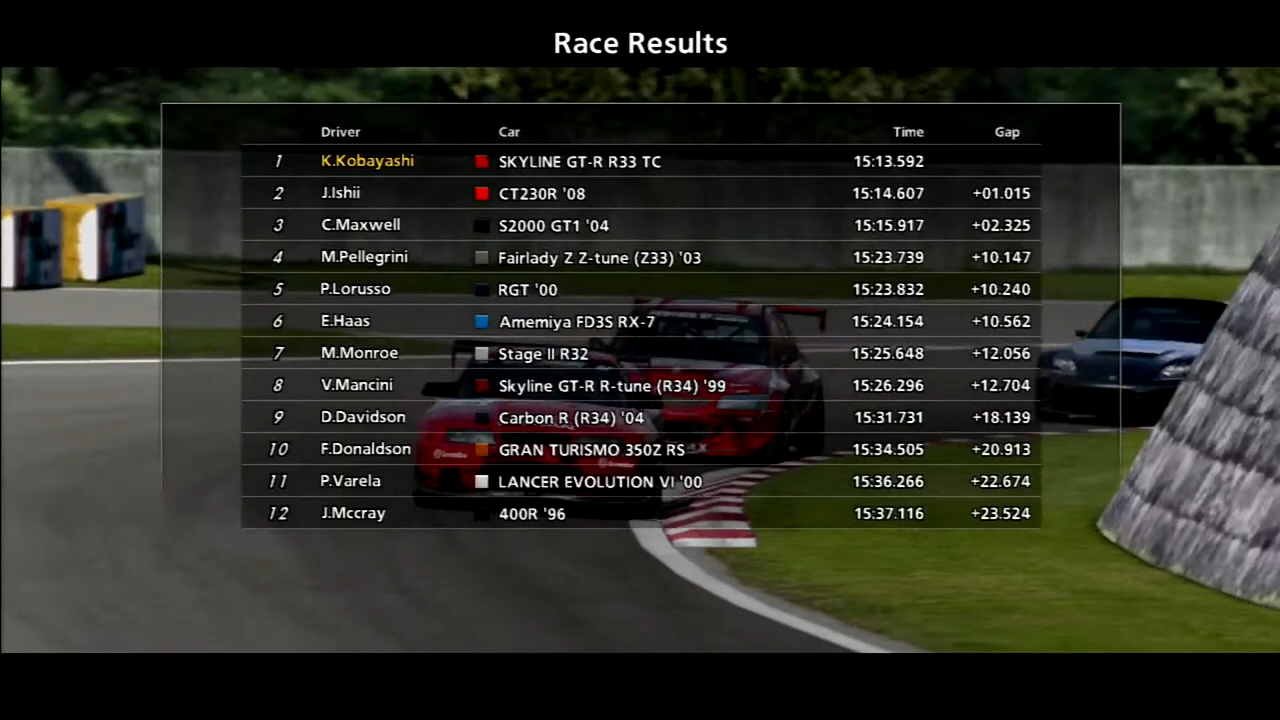 Race Results
Driver Car Time Gap
1 K.Kobayashi SKYLINE GT-R R33 TC 15:13.592
2 J.Ishii CT230R '08 15:14.607 +01.015
3 C.Maxwell S2000 GT1 '04 15:15.917 +02.325
4 M.Pellegrini Fairlady Z Z-tune (Z33) '03 15:23.739 +10.147
5 P.Lorusso RGT '00 15:23.832 +10.240
6 E.Haas Amemiya FD3S RX-7 15:24.154 +10.562
7 M.Monroe Stage II R32 15:25.648 +12.056
8 V.Mancini Skyline GT-R R-tune (R34) '99 15:26.296 +12.704
9 D.Davidson Carbon R (R34) '04 15:31.731 +18.139
10 F.Donaldson GRAN TURISMO 350Z RS 15:34.505 +20.913
11 P.Varela LANCER EVOLUTION VI '00 15:36.266 +22.674
12 J.Mccray 400R '96 15:37.116 +23.524